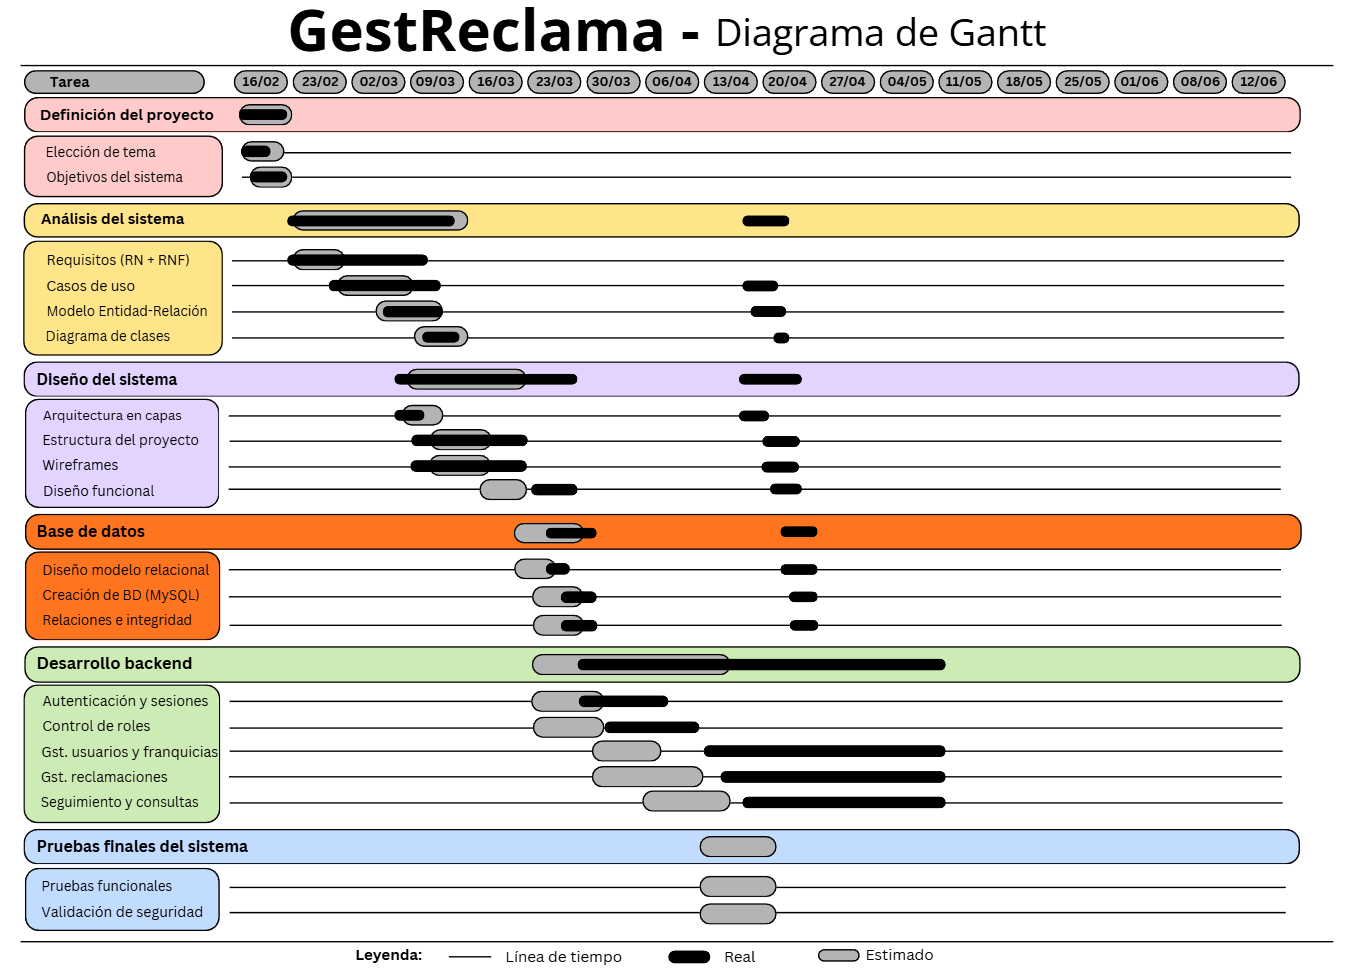 GestReclama - Diagrama de Gantt
Tarea 16/02 23/02 02/03 09/03 16/03 23/03 30/03 06/04 13/04 20/04 27/04 04/05 11/05 18/05 25/05 01/06 08/06 12/06
Definición del proyecto
Elección de tema
Objetivos del sistema
Análisis del sistema
Requisitos (RN + RNF)
Casos de uso
Modelo Entidad-Relación
Diagrama de clases
Diseño del sistema
Arquitectura en capas
Estructura del proyecto
Wireframes
Diseño funcional
Base de datos
Diseño modelo relacional
Creación de BD (MySQL)
Relaciones e integridad
Desarrollo backend
Autenticación y sesiones
Control de roles
Gst. usuarios y franquicias
Gst. reclamaciones
Seguimiento y consultas
Pruebas finales del sistema
Pruebas funcionales
Validación de seguridad
Leyenda: Línea de tiempo Real Estimado